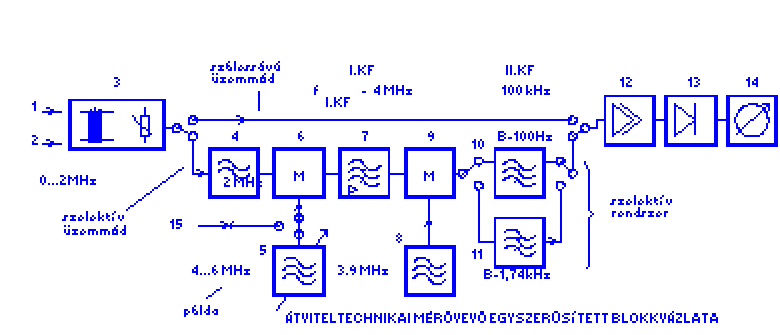 szélessávú
üzemmód
I.KF
f - 4 MHz
I.KF
II.KF
100 kHz
3
12
13
14
1
2
4
6
7
9
10
B-100Hz
M
M
2 MHz
0...2MHz
szelektív
üzemmód
szelektív
rendszer
15
5
8
11
4...6 MHz
3.9 MHz
B-1,74kHz
példa
ÁTVITELTECHNIKAI MÉRŐVEVŐ EGYSZERŰSÍTETT BLOKKVÁZLATA